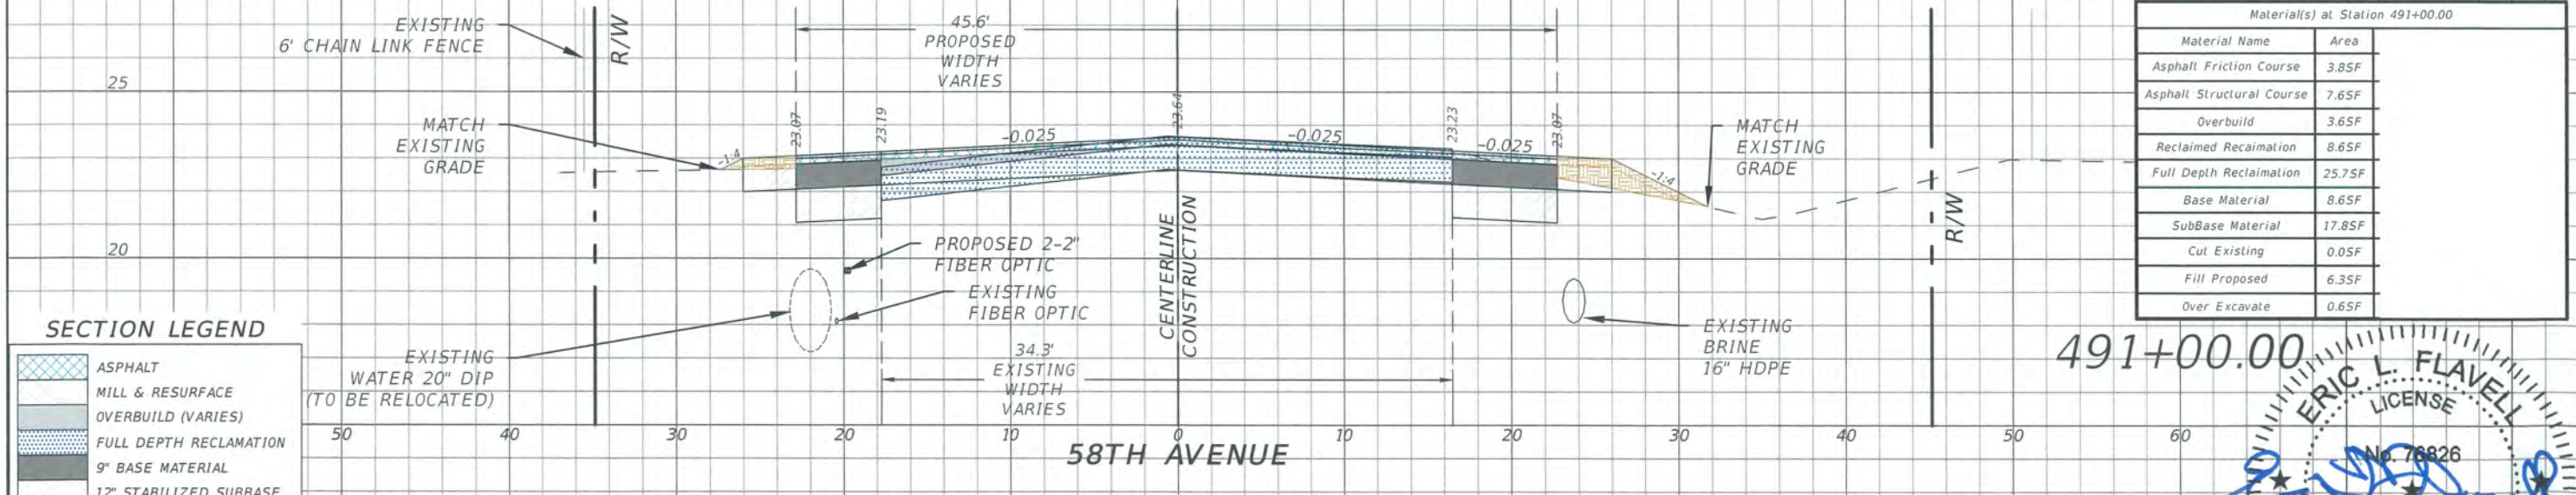 EXISTING
6' CHAIN LINK FENCE
R/W
45.6'
PROPOSED
WIDTH
VARIES
25
MATCH
EXISTING
GRADE
-1:4
23.07
23.19
-0.025
23.64
-0.025
23.23
-0.025
23.07
-1:4
MATCH
EXISTING
GRADE
R/W
20
PROPOSED 2-2"
FIBER OPTIC
EXISTING
FIBER OPTIC
CENTERLINE
CONSTRUCTION
EXISTING
WATER 20" DIP
(TO BE RELOCATED)
34.3'
EXISTING
WIDTH
VARIES
EXISTING
BRINE
16" HDPE
50
40
30
20
10
0
10
20
30
40
50
60
58TH AVENUE
SECTION LEGEND
ASPHALT
MILL & RESURFACE
OVERBUILD (VARIES)
FULL DEPTH RECLAMATION
9" BASE MATERIAL
12" STABILIZED SUBBASE
Material(s) at Station 491+00.00
Material Name Area
Asphalt Friction Course 3.8SF
Asphalt Structural Course 7.6SF
Overbuild 3.6SF
Reclaimed Recaimation 8.6SF
Full Depth Reclaimation 25.7SF
Base Material 8.6SF
SubBase Material 17.8SF
Cut Existing 0.0SF
Fill Proposed 6.3SF
Over Excavate 0.6SF
491+00.00
ERIC L. FLAVELL
LICENSE
No. 76826